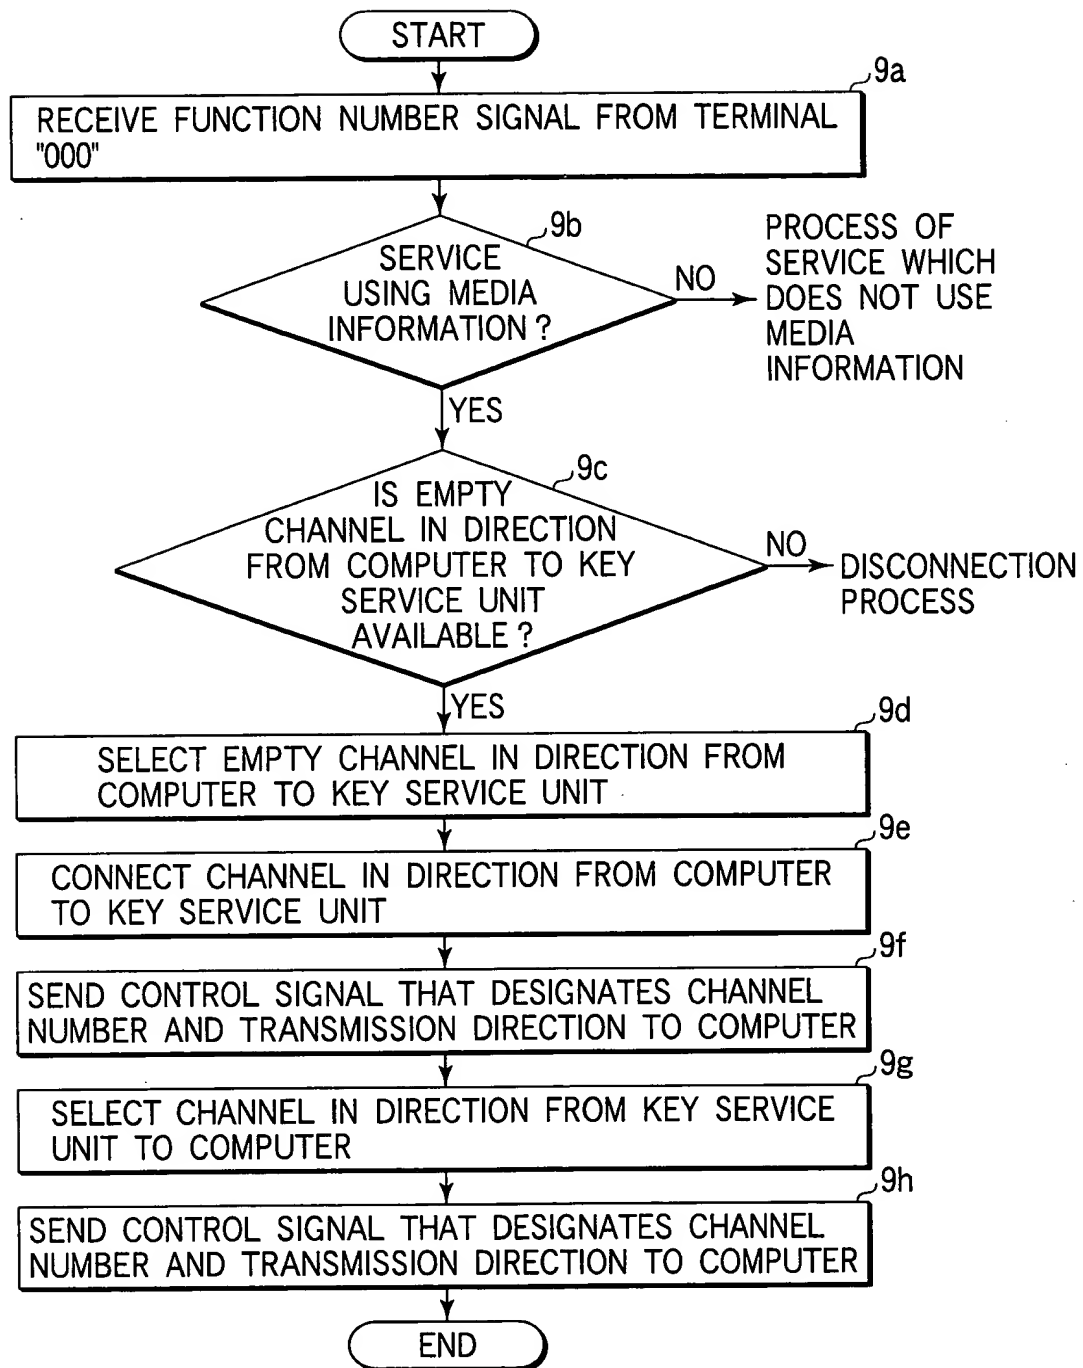 START
9a
RECEIVE FUNCTION NUMBER SIGNAL FROM TERMINAL
"000"
9b
SERVICE
USING MEDIA
INFORMATION ?
NO
PROCESS OF
SERVICE WHICH
DOES NOT USE
MEDIA
INFORMATION
YES
9c
IS EMPTY
CHANNEL IN DIRECTION
FROM COMPUTER TO KEY
SERVICE UNIT
AVAILABLE ?
NO
DISCONNECTION
PROCESS
YES
9d
SELECT EMPTY CHANNEL IN DIRECTION FROM
COMPUTER TO KEY SERVICE UNIT
9e
CONNECT CHANNEL IN DIRECTION FROM COMPUTER
TO KEY SERVICE UNIT
9f
SEND CONTROL SIGNAL THAT DESIGNATES CHANNEL
NUMBER AND TRANSMISSION DIRECTION TO COMPUTER
9g
SELECT CHANNEL IN DIRECTION FROM KEY SERVICE
UNIT TO COMPUTER
9h
SEND CONTROL SIGNAL THAT DESIGNATES CHANNEL
NUMBER AND TRANSMISSION DIRECTION TO COMPUTER
END